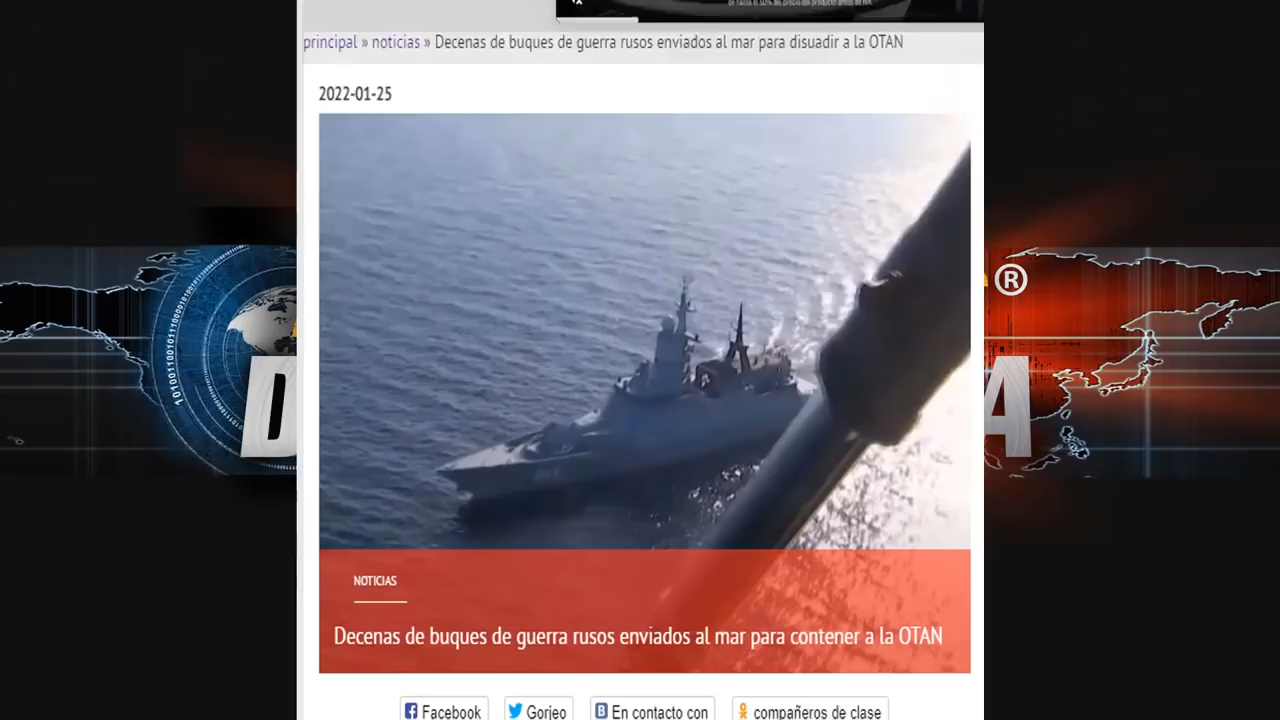 principal » noticias » Decenas de buques de guerra rusos enviados al mar para disuadir a la OTAN
2022-01-25
NOTICIAS
Decenas de buques de guerra rusos enviados al mar para contener a la OTAN
Facebook Gorjeo En contacto con compañeros de clase
D A ®